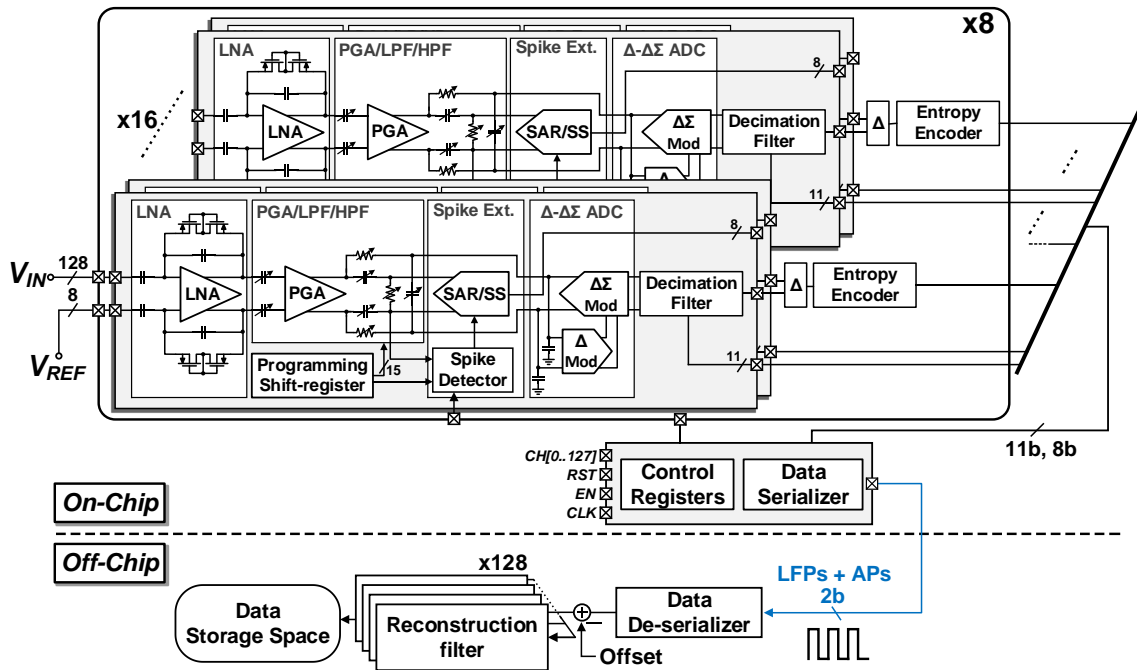 x8
LNA
PGA/LPF/HPF
Spike Ext.
Δ-ΔΣ ADC
8
x16
LNA
PGA
SAR/SS
ΔΣ
Mod
Decimation
Filter
Δ
Entropy
Encoder
11
LNA
PGA/LPF/HPF
Spike Ext.
Δ-ΔΣ ADC
8
VIN
128
8
VREF
LNA
PGA
SAR/SS
ΔΣ
Mod
Δ
Mod
Decimation
Filter
Δ
Entropy
Encoder
11
Programming
Shift-register
15
Spike
Detector
11b, 8b
CH[0..127]
RST
EN
CLK
Control
Registers
Data
Serializer
On-Chip
Off-Chip
x128
LFPs + APs
2b
Data
Storage Space
Reconstruction
filter
Data
De-serializer
Offset